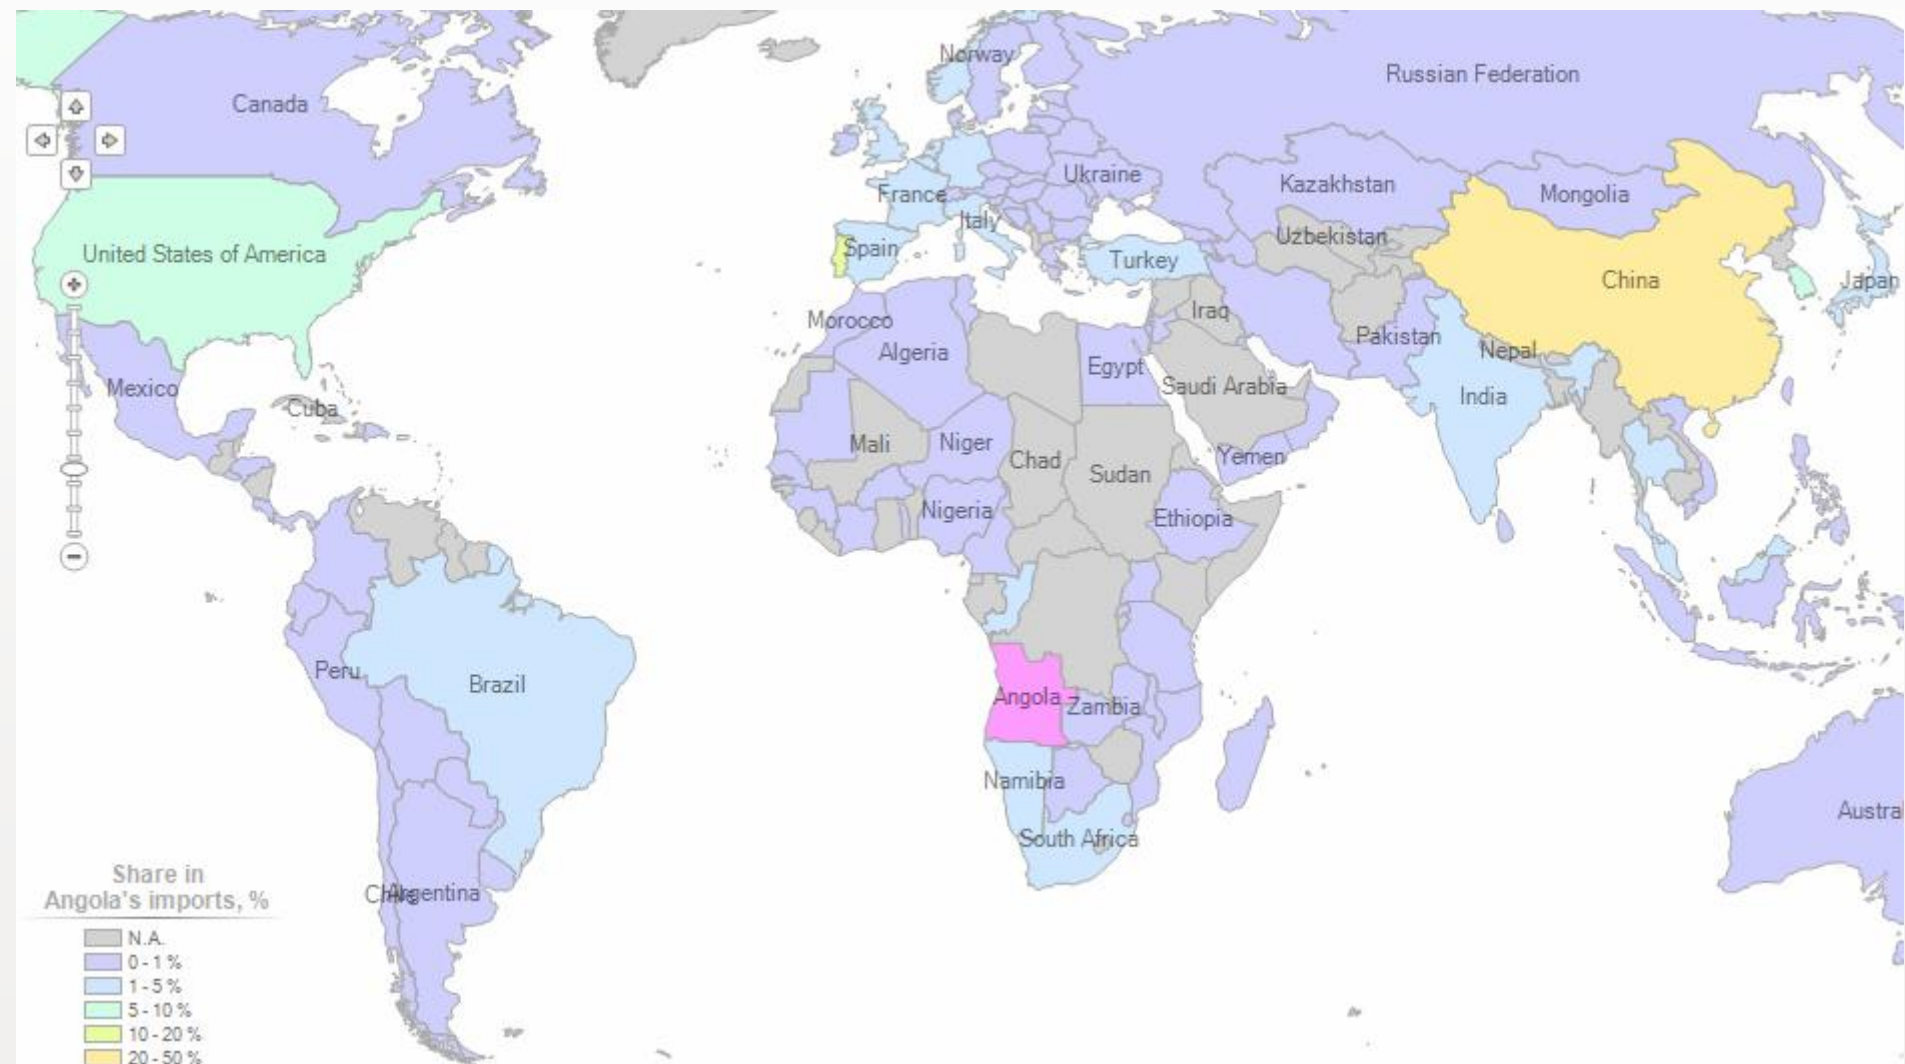 Norway
Russian Federation
Canada
Ukraine
Kazakhstan
Mongolia
France
Italy
Uzbekistan
United States of America
Spain
Turkey
China
Japan
Iraq
Morocco
Pakistan
Nepal
Algeria
Egypt
Saudi Arabia
India
Mexico
Cuba
Mali
Niger
Chad
Yemen
Sudan
Nigeria
Ethiopia
Peru
Brazil
Angola
Zambia
Namibia
Austra
South Africa
Chile
Argentina
Share in
Angola's imports, %
N.A.
0 - 1 %
1 - 5 %
5 - 10 %
10 - 20 %
20 - 50 %